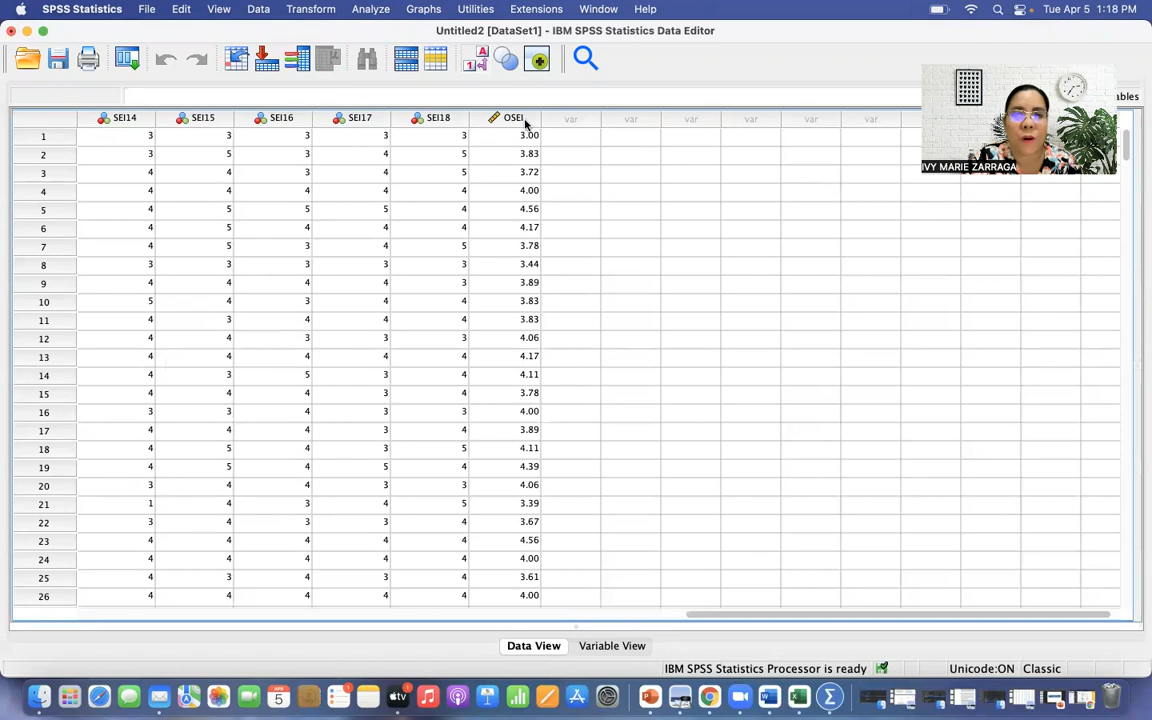 SPSS Statistics File Edit View Data Transform Analyze Graphs Utilities Extensions Window Help Tue Apr 5 1:18 PM
Untitled2 [DataSet1] - IBM SPSS Statistics Data Editor
SEI14 SEI15 SEI16 SEI17 SEI18 OSEI var var var var var var
1 3 3 3 3 3 3.00
2 3 5 3 4 5 3.83
3 4 4 3 4 5 3.72
4 4 4 4 4 4 4.00
5 4 5 5 5 4 4.56
6 4 5 4 4 4 4.17
7 4 5 3 4 5 3.78
8 3 3 3 3 3 3.44
9 4 4 4 4 3 3.89
10 5 4 3 4 4 3.83
11 4 3 4 4 4 3.83
12 4 4 3 3 3 4.06
13 4 4 4 4 4 4.17
14 4 3 5 3 4 4.11
15 4 4 4 3 4 3.78
16 3 3 4 3 3 4.00
17 4 4 4 3 4 3.89
18 4 5 4 3 5 4.11
19 4 5 4 5 4 4.39
20 3 4 4 3 3 4.06
21 1 4 3 4 5 3.39
22 3 4 3 3 4 3.67
23 4 4 4 4 4 4.56
24 4 4 4 4 4 4.00
25 4 3 4 3 4 3.61
26 4 4 4 4 4 4.00
IVY MARIE ZARRAGA
Data View Variable View
IBM SPSS Statistics Processor is ready Unicode:ON Classic
APR
5
tv